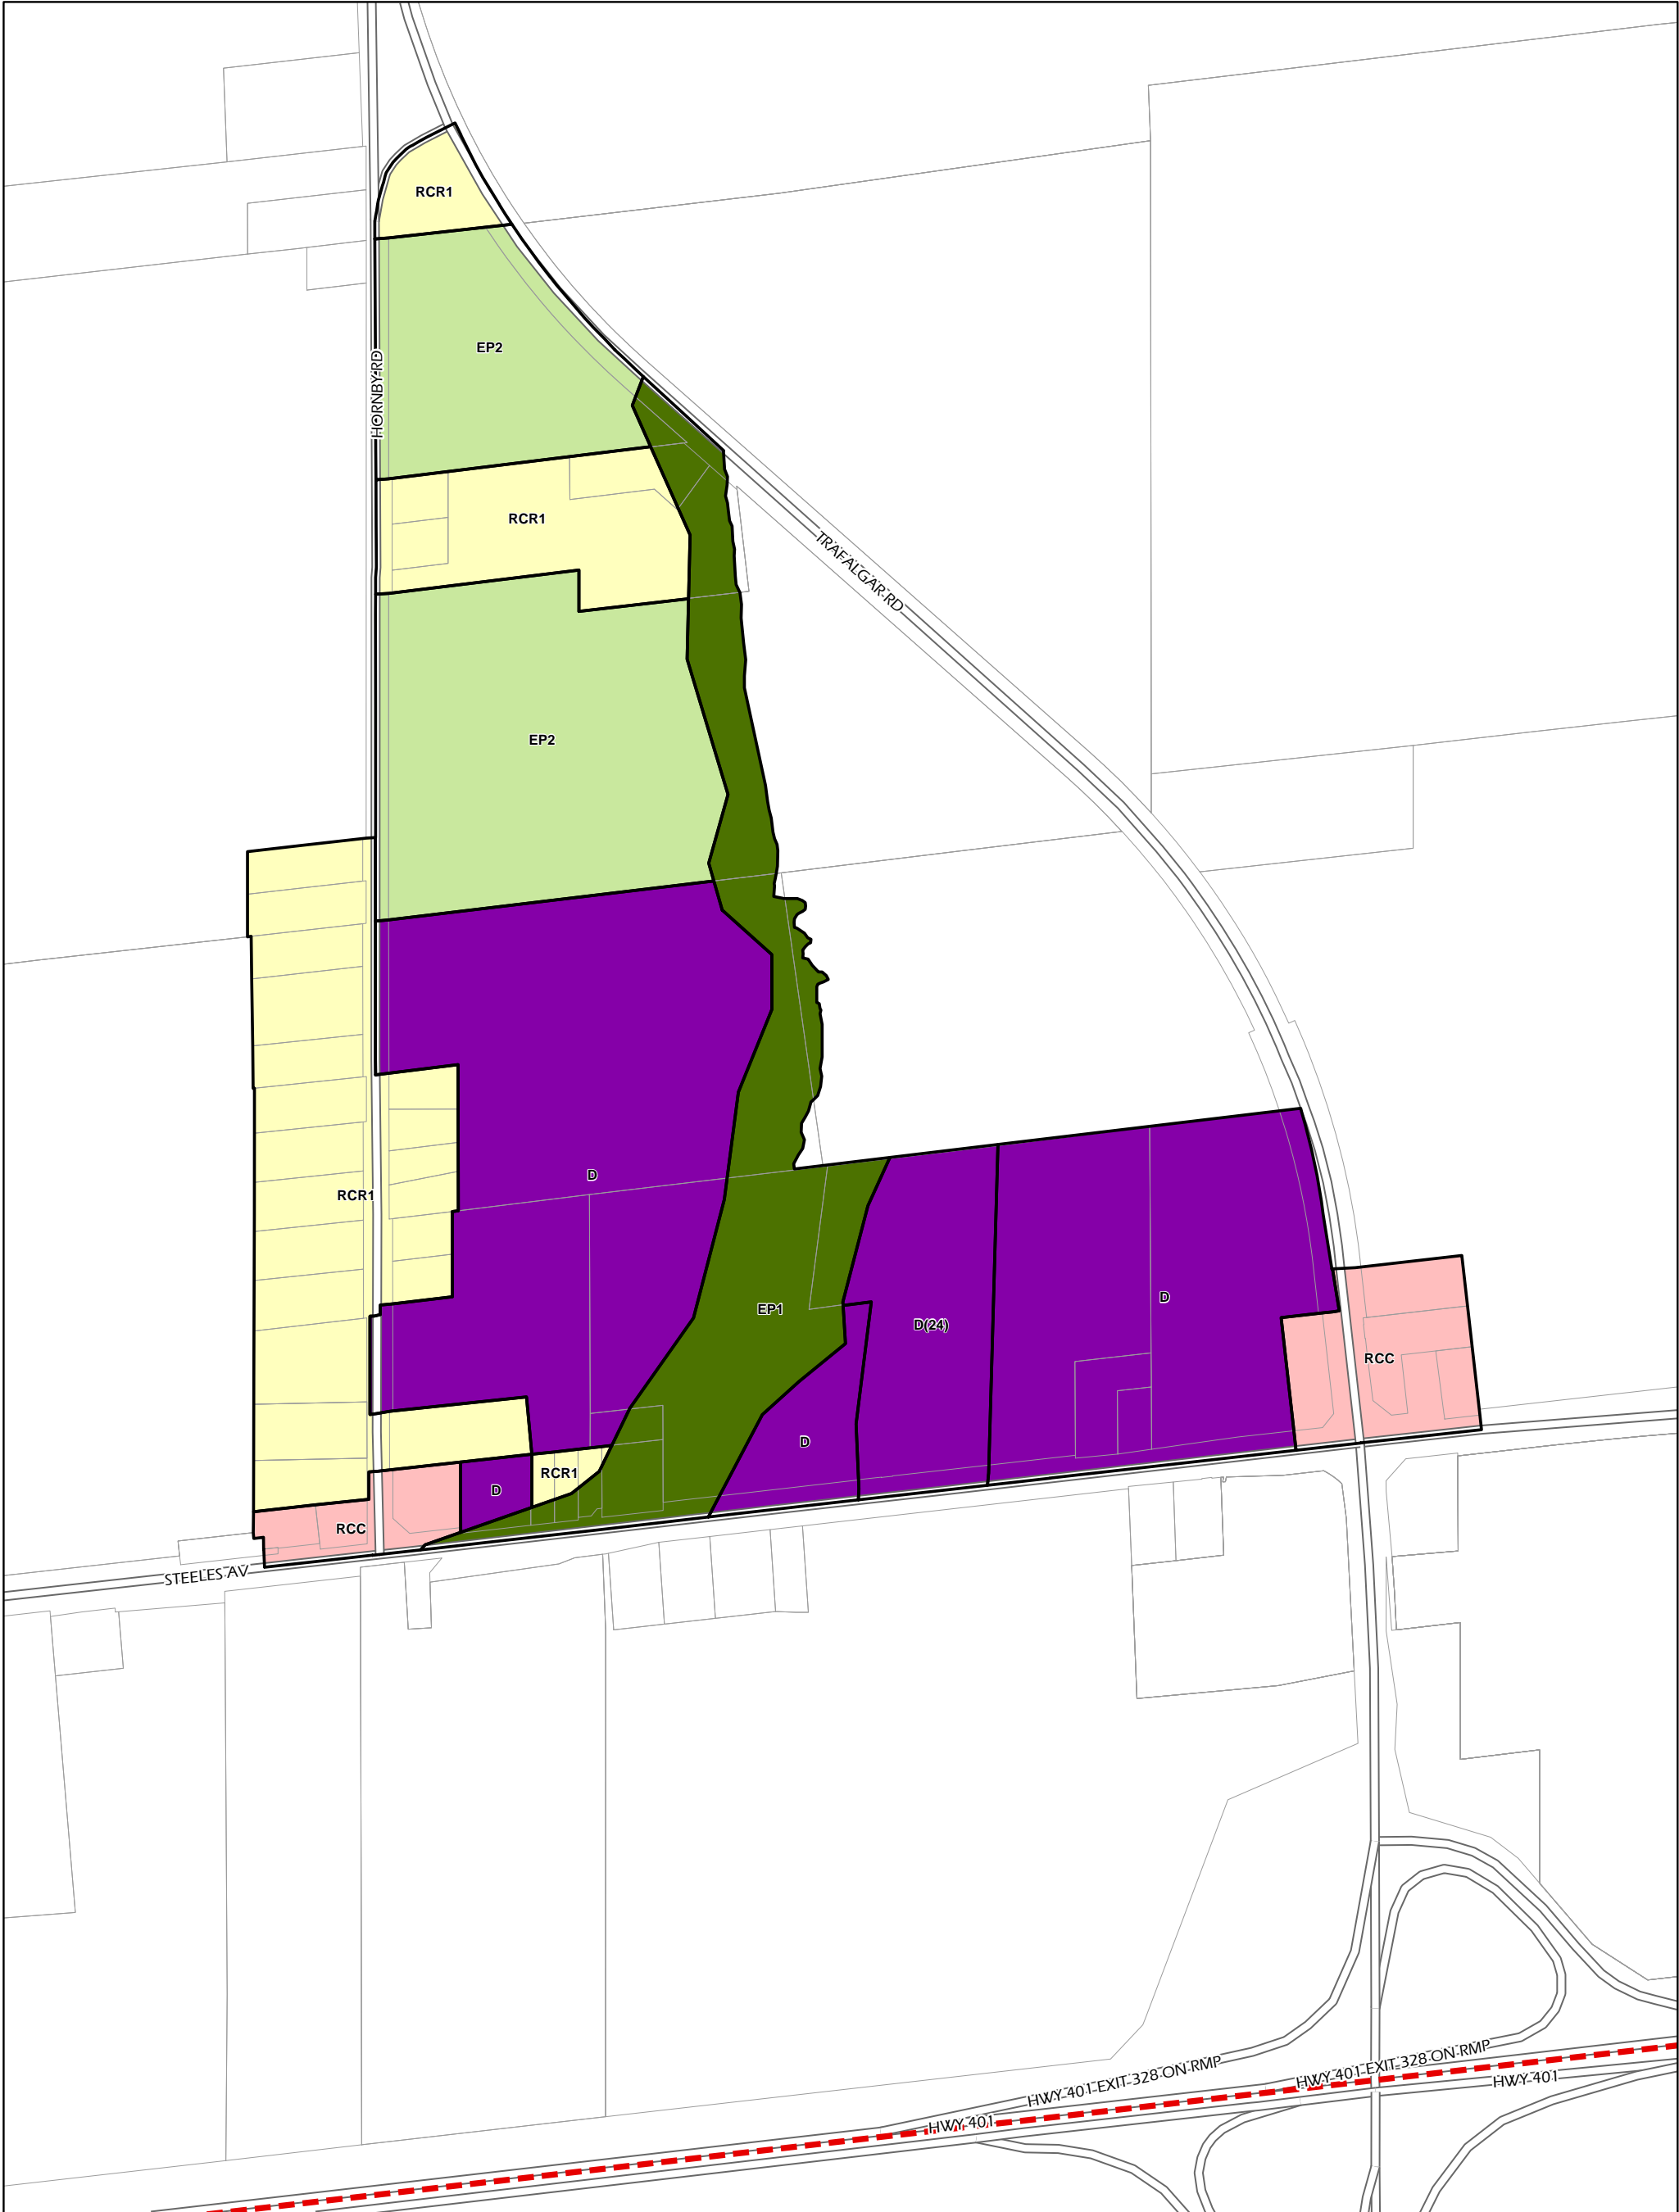 RCR1
EP2
HORNBY RD
RCR1
TRAFALGAR RD
EP2
D
RCR1
D
EP1
D(24)
RCC
D
RCR1
D
RCC
STEELES AV
HWY 401 EXIT 328 ON RMP
HWY 401 EXIT 328 ON RMP
HWY 401
HWY 401